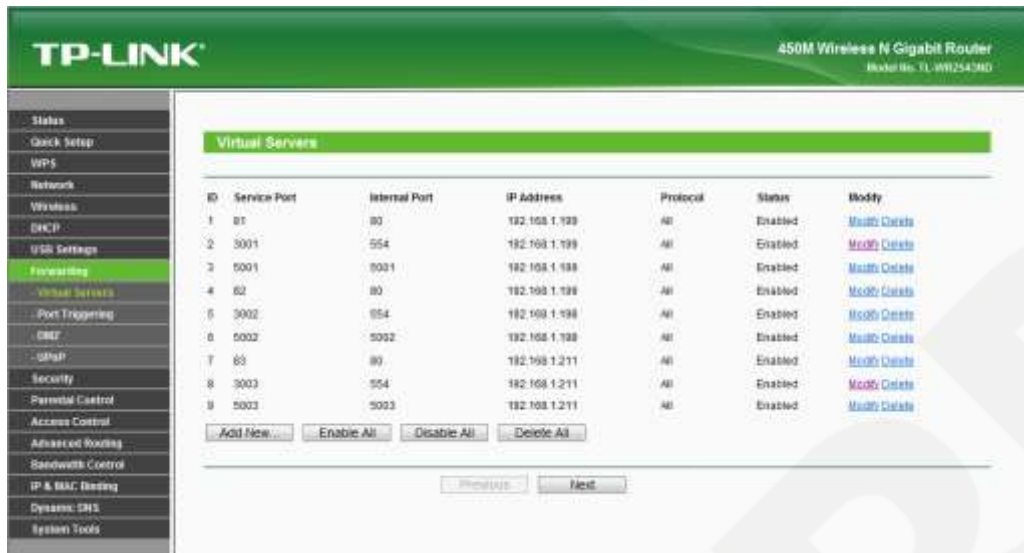 TP-LINK
450M Wireless N Gigabit Router
Model No. TL-WR2543ND
Status
Quick Setup
WPS
Network
Wireless
DHCP
USB Settings
Forwarding
- Virtual Servers
- Port Triggering
- DMZ
- UPnP
Security
Parental Control
Access Control
Advanced Routing
Bandwidth Control
IP & MAC Binding
Dynamic DNS
System Tools
Virtual Servers
ID Service Port Internal Port IP Address Protocol Status Modify
1 81 80 192.168.1.199 All Enabled Modify Delete
2 3001 554 192.168.1.199 All Enabled Modify Delete
3 5001 5001 All Enabled Modify Delete
4 82 80 All Enabled Modify Delete
5 3002 554 192.168.1.198 All Enabled Modify Delete
6 5002 5002 192.168.1.198 All Enabled Modify Delete
7 83 80 192.168.1.211 All Enabled Modify Delete
8 3003 554 192.168.1.211 All Enabled Modify Delete
9 5003 5003 192.168.1.211 All Enabled Modify Delete
Add New... Enable All Disable All Delete All
Previous Next